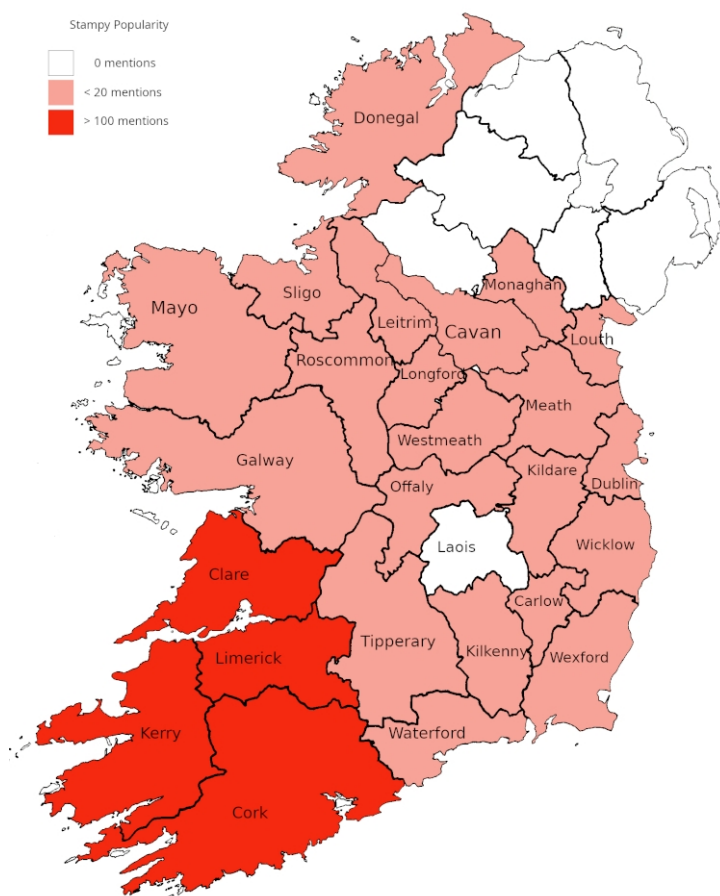 Stampy Popularity
0 mentions
< 20 mentions
> 100 mentions
Donegal
Monaghan
Sligo
Mayo
Leitrim
Cavan
Louth
Roscommon
Longford
Meath
Westmeath
Galway
Kildare
Offaly
Dublin
Laois
Wicklow
Clare
Carlow
Tipperary
Kilkenny
Limerick
Wexford
Kerry
Waterford
Cork